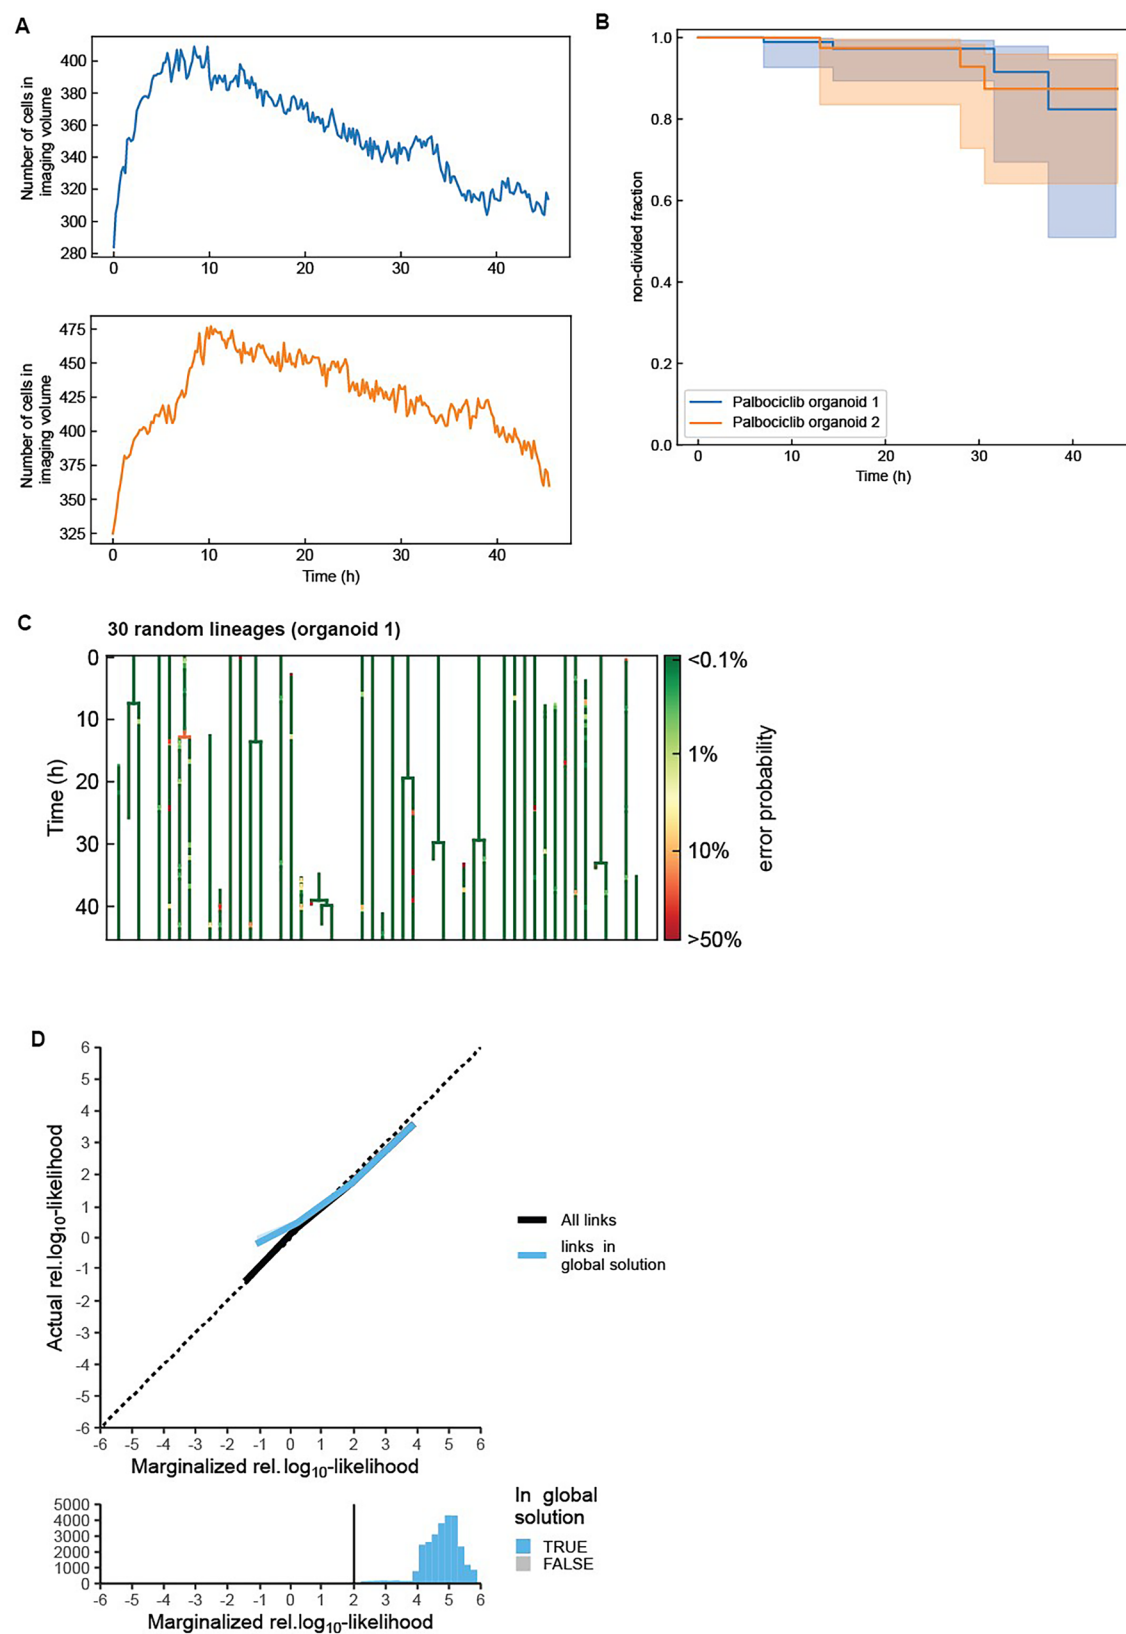 A
Number of cells in
imaging volume
400
380
360
340
320
300
280
0 10 20 30 40
Number of cells in
imaging volume
475
450
425
400
375
350
325
0 10 20 30 40
Time (h)
B
non-divided fraction
1.0
0.8
0.6
0.4
0.2
0.0
Palbociclib organoid 1
Palbociclib organoid 2
0 10 20 30 40
Time (h)
C
30 random lineages (organoid 1)
Time (h)
0
10
20
30
40
<0.1%
1%
10%
>50%
error probability
D
Actual rel.log10-likelihood
6
5
4
3
2
1
0
-1
-2
-3
-4
-5
-6
-6 -5 -4 -3 -2 -1 0 1 2 3 4 5 6
Marginalized rel.log10-likelihood
All links
links in
global solution
5000
4000
3000
2000
1000
0
-6 -5 -4 -3 -2 -1 0 1 2 3 4 5 6
Marginalized rel.log10-likelihood
In global
solution
TRUE
FALSE